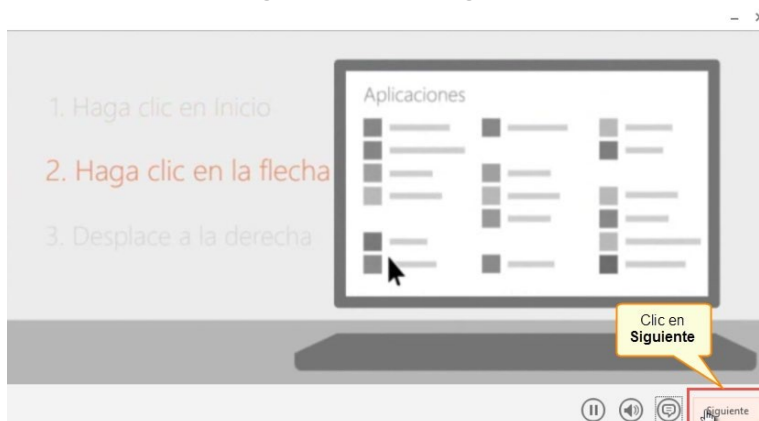 1. Haga clic en Inicio
2. Haga clic en la flecha
3. Desplace a la derecha
Aplicaciones
Clic en
Siguiente
Siguiente